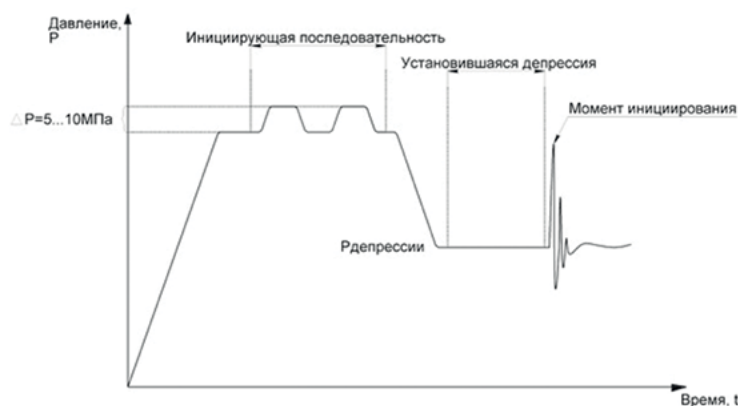 Давление,
Р
Инициирующая последовательность
Установившаяся депрессия
Момент инициирования
△ Р=5...10МПа
Рдепрессии
Время, t